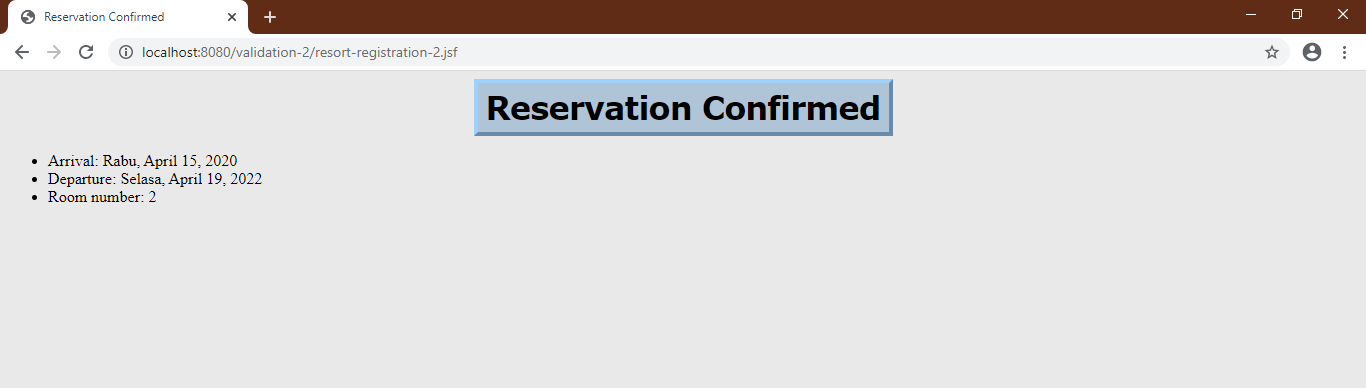 Reservation Confirmed
localhost:8080/validation-2/resort-registration-2.jsf
Reservation Confirmed
Arrival: Rabu, April 15, 2020
Departure: Selasa, April 19, 2022
Room number: 2